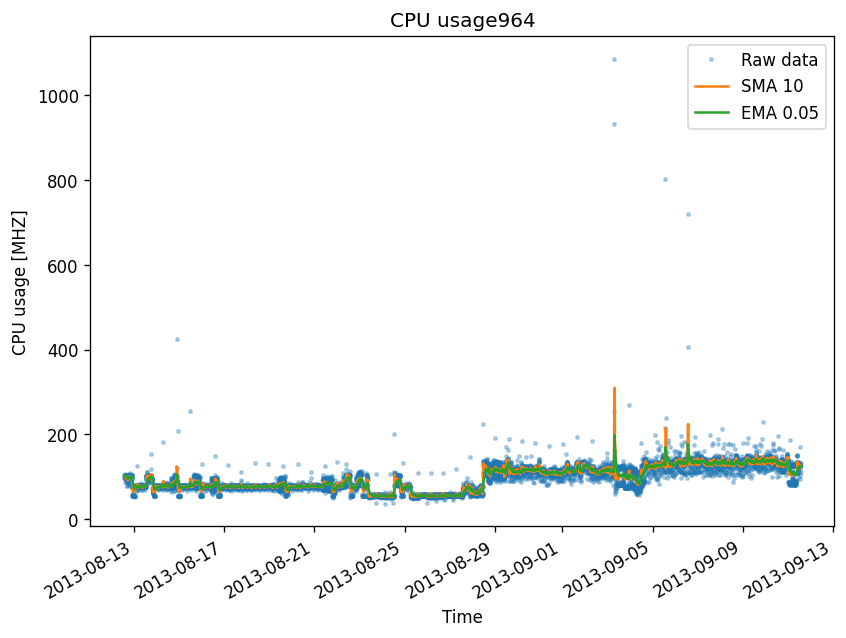 CPU usage964
Raw data
SMA 10
EMA 0.05
CPU usage [MHZ]
1000
800
600
400
200
0
2013-08-13
2013-08-17
2013-08-21
2013-08-25
2013-08-29
2013-09-01
2013-09-05
2013-09-09
2013-09-13
Time